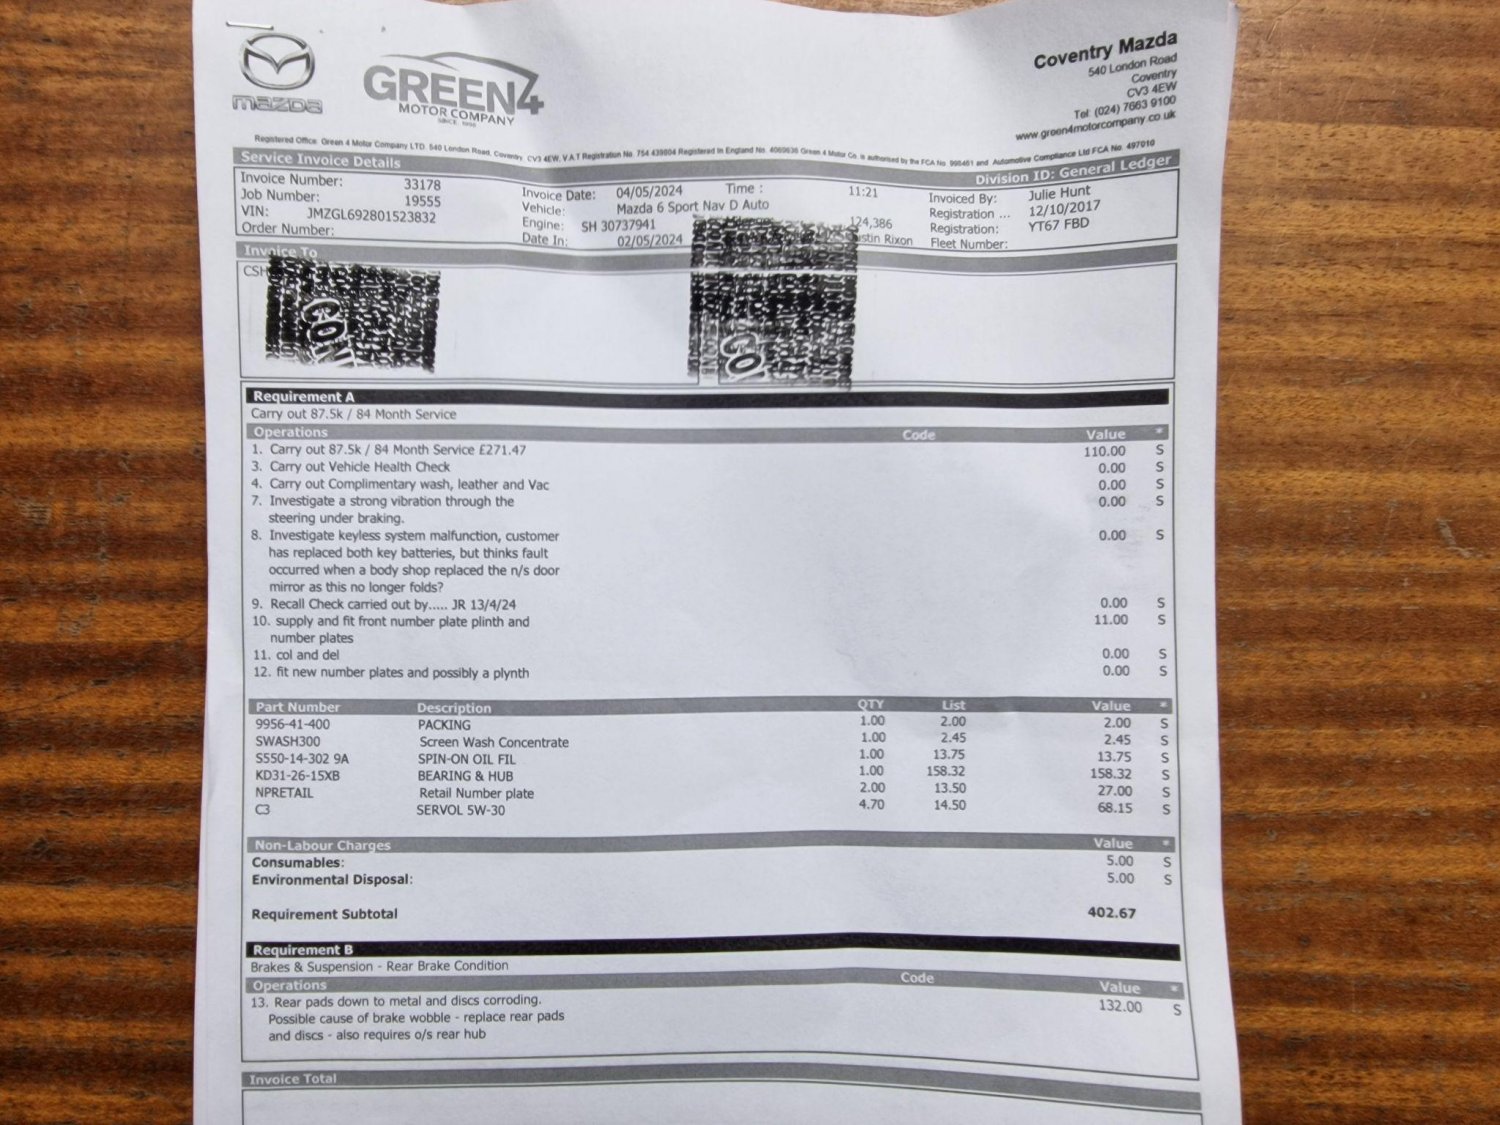 mazda
GREEN4
MOTOR COMPANY
SINCE 1996
Coventry Mazda
540 London Road
Coventry
CV3 4EW
Tel: (024) 7663 9100
www.green4motorcompany.co.uk
Registered Office: Green 4 Motor Company LTD. 540 London Road, Coventry, CV3 4EW, V.A.T Registration No. 754 439804 Registered in England No. 4060636 Green 4 Motor Co. is authorised by the FCA No. 998461 and Automotive Compliance Ltd FCA No. 497010
Service Invoice Details Division ID: General Ledger
Invoice Number: 33178 Invoice Date: 04/05/2024 Time : 11:21 Invoiced By: Julie Hunt
Job Number: 19555 Vehicle: Mazda 6 Sport Nav D Auto Registration ... 12/10/2017
VIN: JMZGL692801523832 Engine: SH 30737941 124,386 Registration: YT67 FBD
Order Number: Date In: 02/05/2024 ustin Rixon Fleet Number:
Invoice To
CSH
Requirement A
Carry out 87.5k / 84 Month Service
Operations Code Value *
1. Carry out 87.5k / 84 Month Service £271.47 110.00 S
3. Carry out Vehicle Health Check 0.00 S
4. Carry out Complimentary wash, leather and Vac 0.00 S
7. Investigate a strong vibration through the 0.00 S
steering under braking.
8. Investigate keyless system malfunction, customer 0.00 S
has replaced both key batteries, but thinks fault
occurred when a body shop replaced the n/s door
mirror as this no longer folds?
9. Recall Check carried out by..... JR 13/4/24 0.00 S
10. supply and fit front number plate plinth and 11.00 S
number plates
11. col and del 0.00 S
12. fit new number plates and possibly a plynth 0.00 S
Part Number Description QTY List Value *
9956-41-400 PACKING 1.00 2.00 2.00 S
SWASH300 Screen Wash Concentrate 1.00 2.45 2.45 S
S550-14-302 9A SPIN-ON OIL FIL 1.00 13.75 13.75 S
KD31-26-15XB BEARING & HUB 1.00 158.32 158.32 S
NPRETAIL Retail Number plate 2.00 13.50 27.00 S
C3 SERVOL 5W-30 4.70 14.50 68.15 S
Non-Labour Charges Value *
Consumables: 5.00 S
Environmental Disposal: 5.00 S
Requirement Subtotal 402.67
Requirement B
Brakes & Suspension - Rear Brake Condition
Operations Code Value *
13. Rear pads down to metal and discs corroding. 132.00 S
Possible cause of brake wobble - replace rear pads
and discs - also requires o/s rear hub
Invoice Total